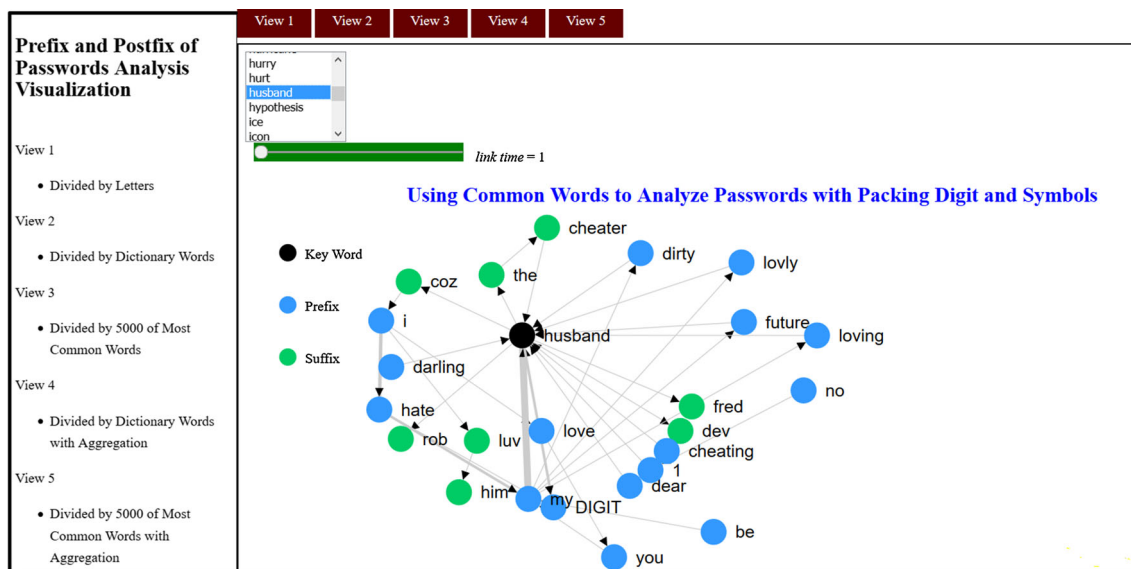 Prefix and Postfix of
Passwords Analysis
Visualization
View 1
Divided by Letters
View 2
Divided by Dictionary Words
View 3
Divided by 5000 of Most
Common Words
View 4
Divided by Dictionary Words
with Aggregation
View 5
Divided by 5000 of Most
Common Words with
Aggregation
View 1 View 2 View 3 View 4 View 5
hurry
hurt
husband
hypothesis
ice
icon
link time = 1
Using Common Words to Analyze Passwords with Packing Digit and Symbols
Key Word
Prefix
Suffix
cheater
dirty
lovly
the
coz
i
future
husband
loving
darling
no
hate
fred
rob
luv
love
dev
cheating
1
dear
him
my
DIGIT
be
you